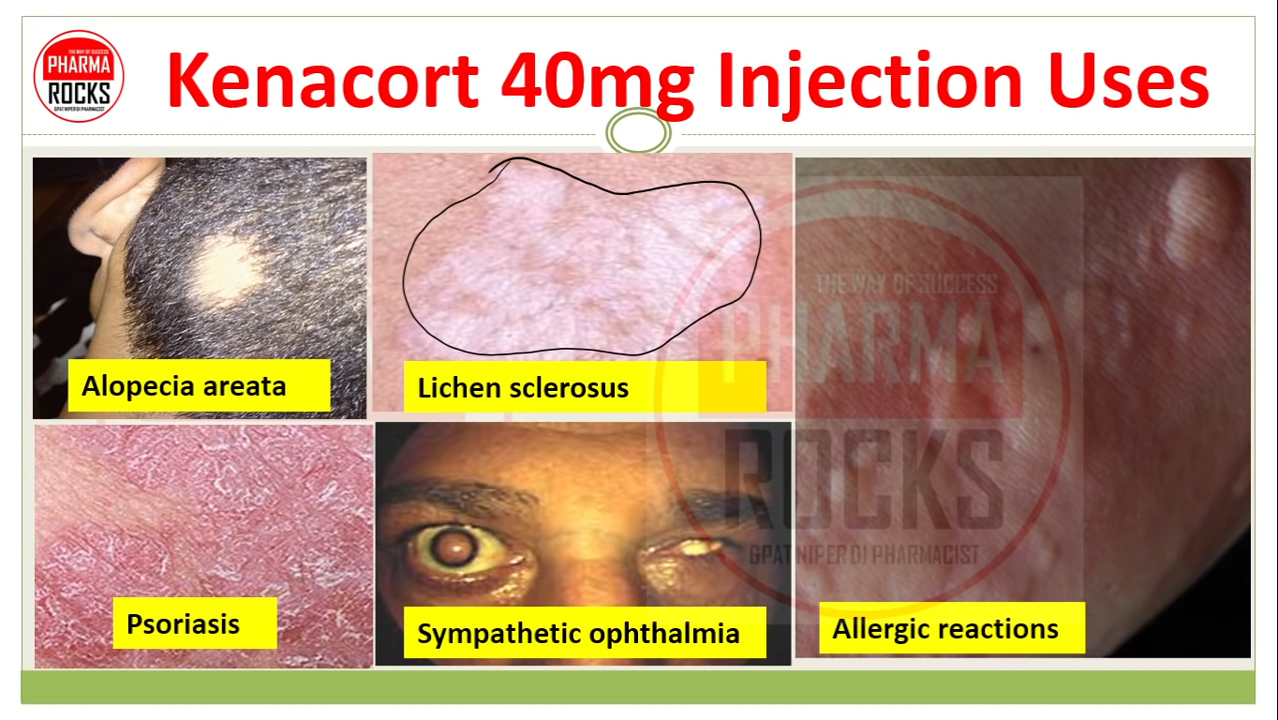 THE WAY OF SUCCESS
PHARMA
ROCKS
GPAT NIPER DI PHARMACIST
Kenacort 40mg Injection Uses
Alopecia areata
Lichen sclerosus
Psoriasis
Sympathetic ophthalmia
Allergic reactions
THE WAY OF SUCCESS
PHARMA
ROCKS
GPAT NIPER DI PHARMACIST